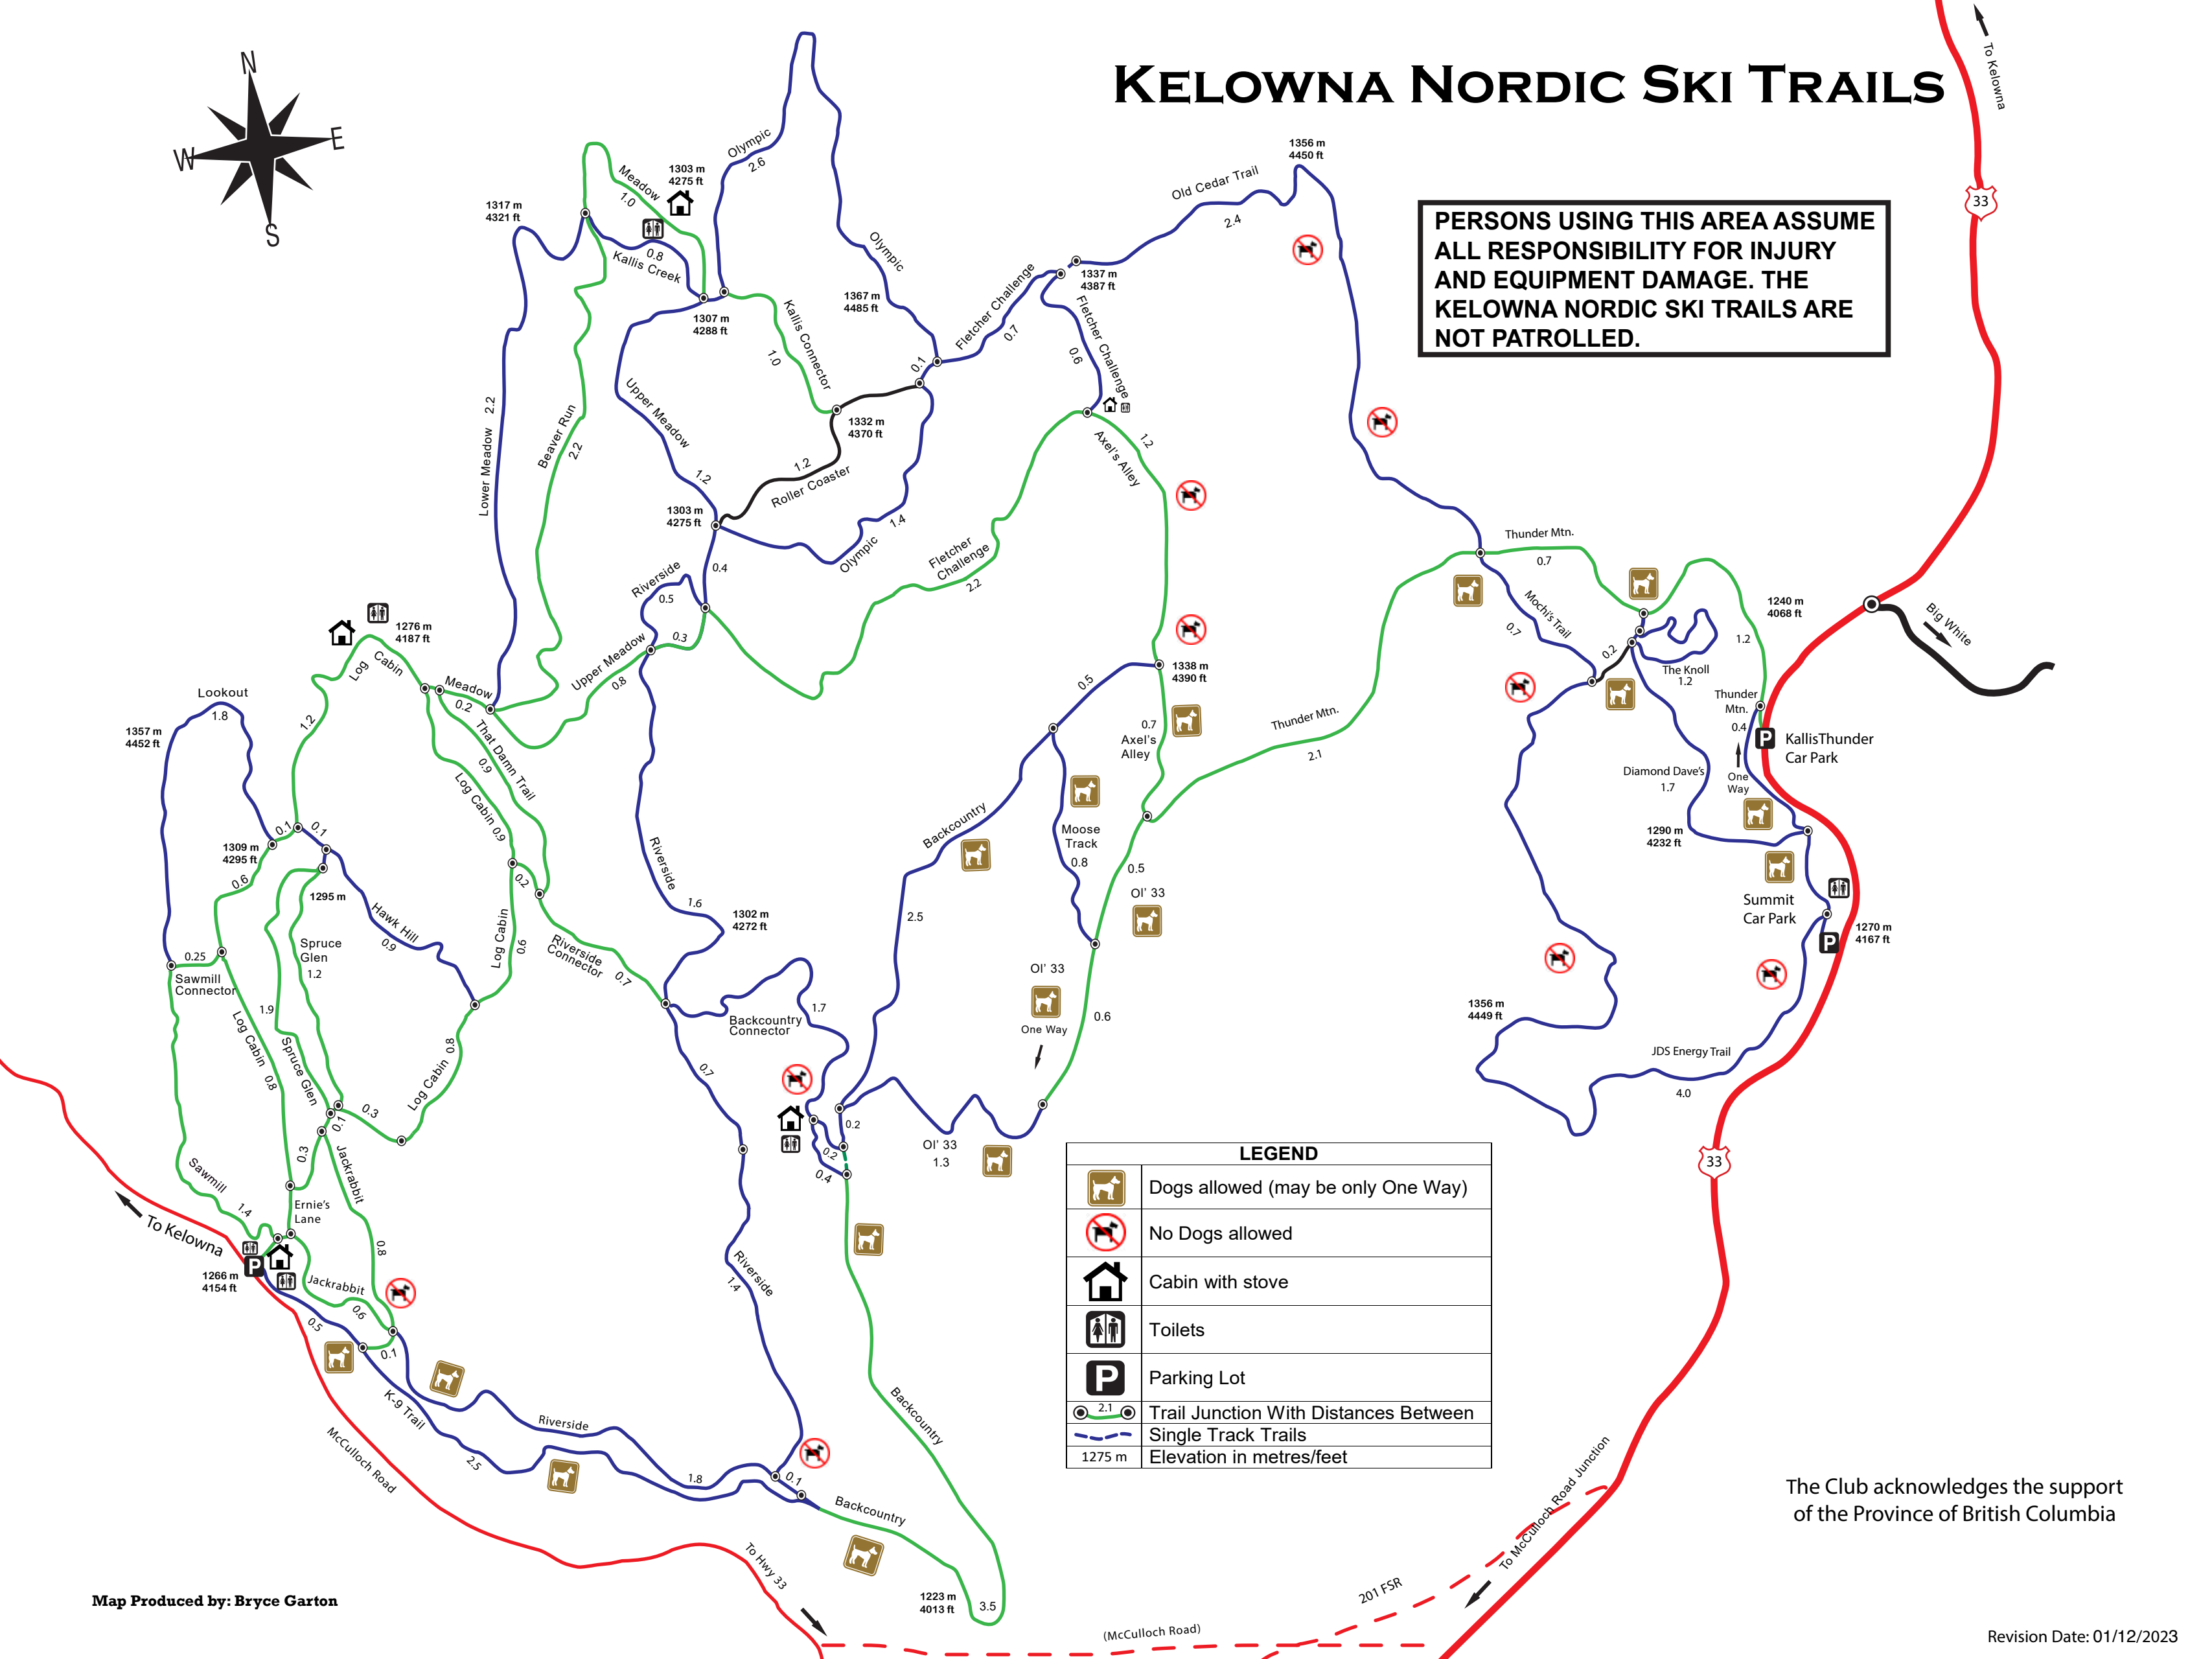 KELOWNA NORDIC SKI TRAILS
N
E
W
S
To Kelowna
33
PERSONS USING THIS AREA ASSUME
ALL RESPONSIBILITY FOR INJURY
AND EQUIPMENT DAMAGE. THE
KELOWNA NORDIC SKI TRAILS ARE
NOT PATROLLED.
Olympic
2.6
Meadow
1.0
1303 m
4275 ft
1317 m
4321 ft
0.8
Kallis Creek
1307 m
4288 ft
Olympic
1367 m
4485 ft
Kallis Connector
1.0
0.1
Fletcher Challenge
0.7
1337 m
4387 ft
Fletcher Challenge
0.6
Old Cedar Trail
2.4
1356 m
4450 ft
Lower Meadow
2.2
Beaver Run
2.2
Upper Meadow
1.2
1332 m
4370 ft
1.2
Roller Coaster
1303 m
4275 ft
1.4
Olympic
0.4
Axel's Alley
1.2
Fletcher
Challenge
2.2
Riverside
0.5
0.3
Upper Meadow
0.8
Thunder Mtn.
0.7
Mochi's Trail
0.7
0.2
The Knoll
1.2
1240 m
4068 ft
1.2
Big White
Thunder
Mtn.
0.4
P
KallisThunder
Car Park
One
Way
Diamond Dave's
1.7
1290 m
4232 ft
Summit
Car Park
P
1270 m
4167 ft
1276 m
4187 ft
Log
Cabin
Meadow
0.2
That Damn Trail
0.9
Log Cabin
0.9
1.2
Lookout
1.8
1357 m
4452 ft
0.1
0.1
1309 m
4295 ft
0.6
1295 m
Hawk Hill
0.9
0.2
Log Cabin
0.6
Riverside
Connector
0.7
Riverside
1.6
1302 m
4272 ft
Backcountry
Connector
1.7
0.5
1338 m
4390 ft
0.7
Axel's
Alley
Thunder Mtn.
2.1
Backcountry
2.5
Moose
Track
0.8
0.5
Ol' 33
Ol' 33
One Way
0.6
1356 m
4449 ft
JDS Energy Trail
4.0
0.25
Sawmill
Connector
Spruce
Glen
1.2
1.9
Log Cabin
0.8
Spruce Glen
Log Cabin
0.8
0.3
0.1
0.3
Jackrabbit
0.8
Sawmill
1.4
Ernie's
Lane
To Kelowna
P
1266 m
4154 ft
Jackrabbit
0.6
0.5
0.1
0.7
0.2
0.2
0.4
Ol' 33
1.3
Riverside
1.4
K-9 Trail
2.5
Riverside
1.8
0.1
Backcountry
Backcountry
1223 m
4013 ft
3.5
McCulloch Road
To Hwy 33
(McCulloch Road)
201 FSR
To McCulloch Road Junction
33
LEGEND
Dogs allowed (may be only One Way)
No Dogs allowed
Cabin with stove
Toilets
P Parking Lot
2.1 Trail Junction With Distances Between
Single Track Trails
1275 m Elevation in metres/feet
The Club acknowledges the support
of the Province of British Columbia
Map Produced by: Bryce Garton
Revision Date: 01/12/2023